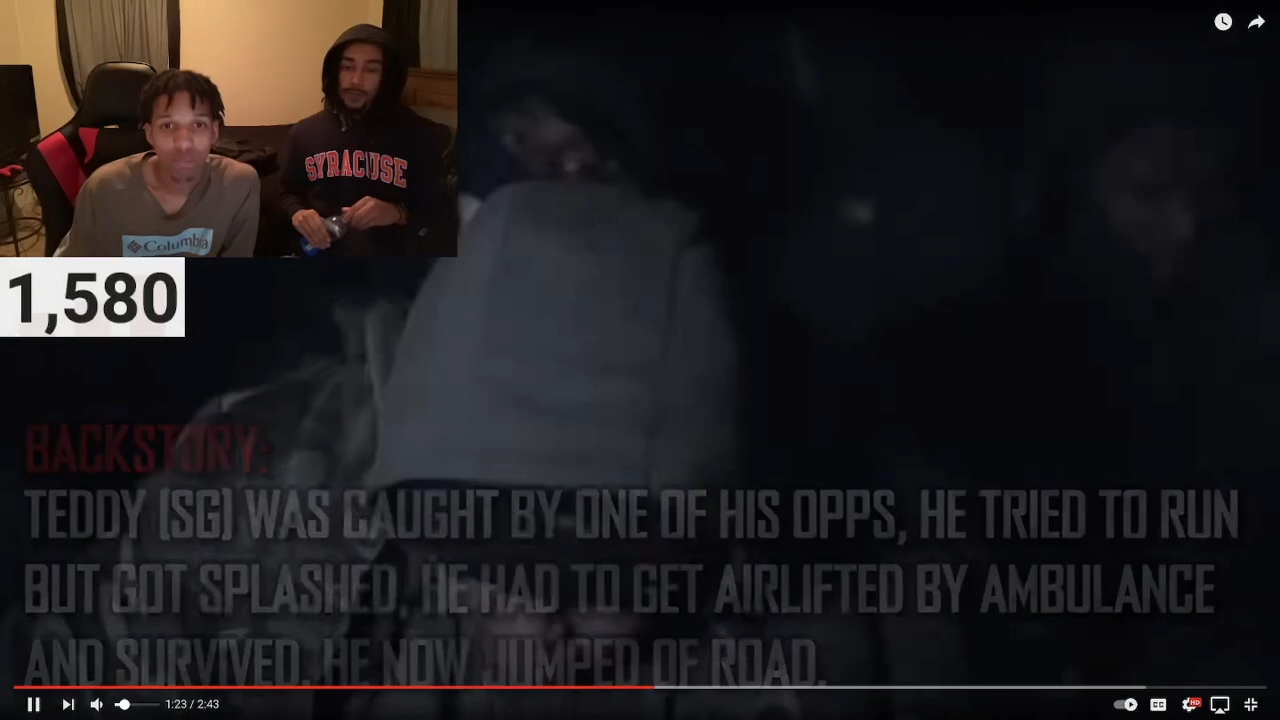 SYRACUSE
Columbia
1,580
BACKSTORY:
TEDDY (SG) WAS CAUGHT BY ONE OF HIS OPPS, HE TRIED TO RUN
BUT GOT SPLASHED. HE HAD TO GET AIRLIFTED BY AMBULANCE
AND SURVIVED. HE NOW JUMPED OF ROAD.
1:23 / 2:43
CC
HD